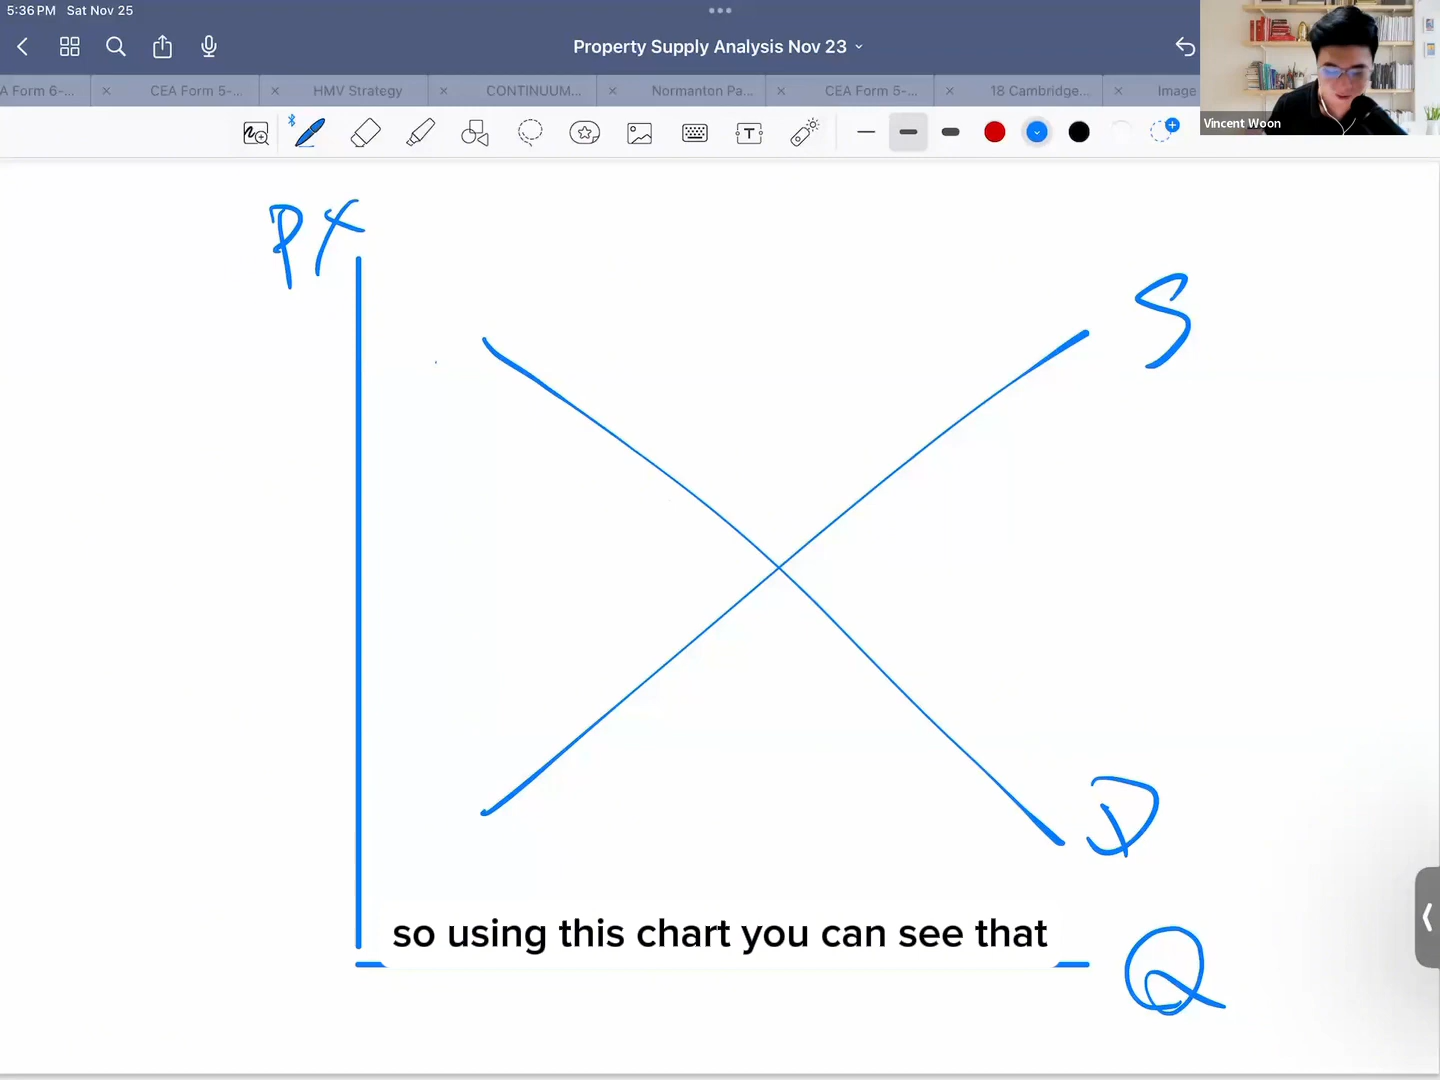 5:36 PM Sat Nov 25
Property Supply Analysis Nov 23
A Form 6-...
CEA Form 5-...
HMV Strategy
CONTINUUM...
Normanton Pa...
CEA Form 5-...
18 Cambridge...
Image
T
Vincent Woon
PX
S
D
so using this chart you can see that
Q